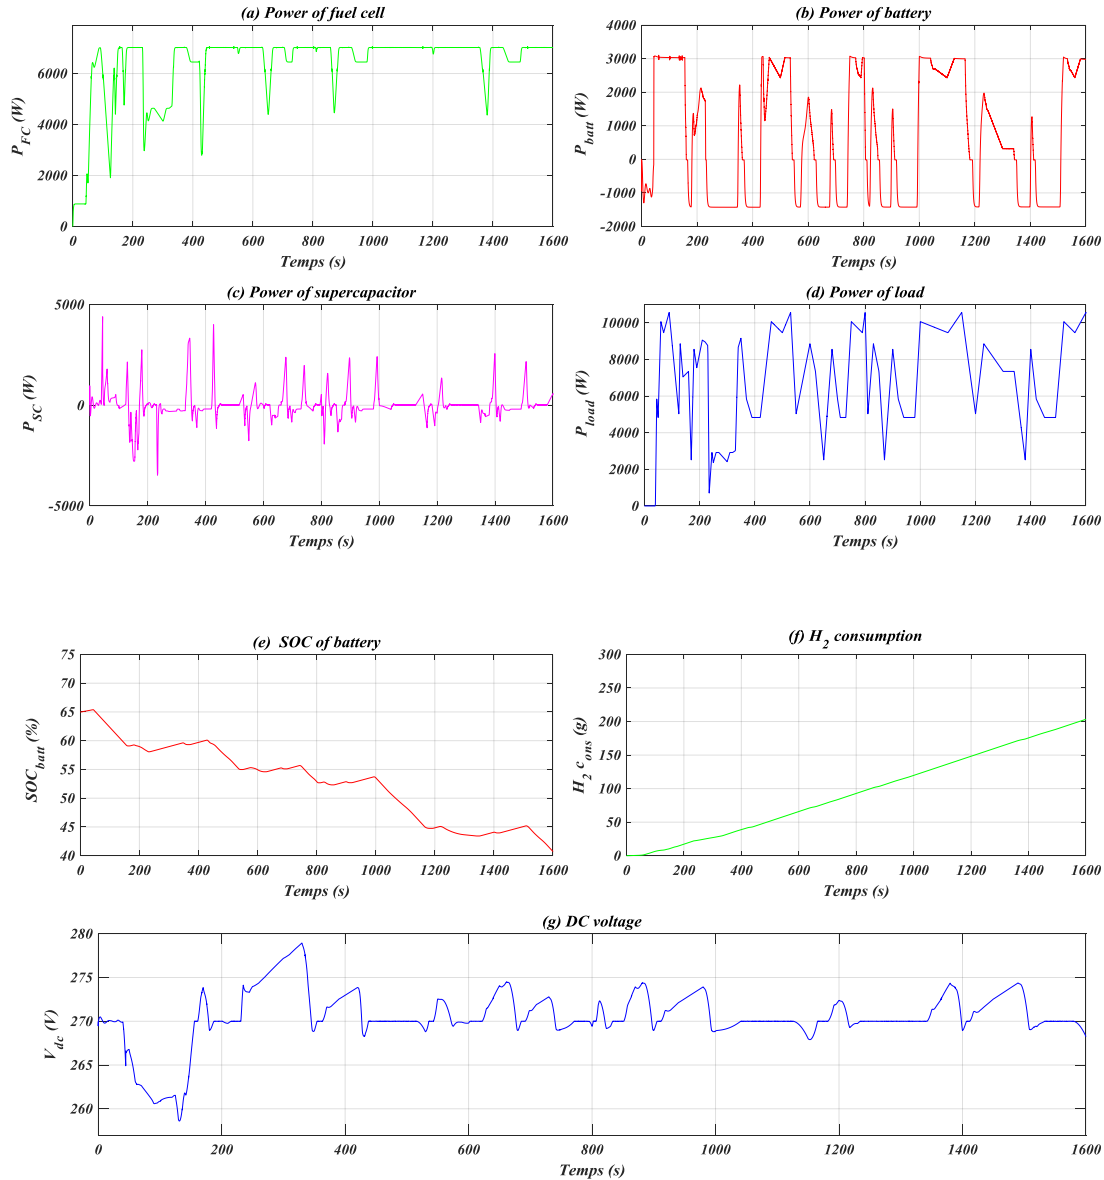 (a) Power of fuel cell
P_FC (W)
6000
4000
2000
0
0 200 400 600 800 1000 1200 1400 1600
Temps (s)
(b) Power of battery
P_batt (W)
4000
3000
2000
1000
0
-1000
-2000
0 200 400 600 800 1000 1200 1400 1600
Temps (s)
(c) Power of supercapacitor
P_SC (W)
5000
0
-5000
0 200 400 600 800 1000 1200 1400 1600
Temps (s)
(d) Power of load
P_load (W)
10000
8000
6000
4000
2000
0
0 200 400 600 800 1000 1200 1400 1600
Temps (s)
(e) SOC of battery
SOC_batt (%)
75
70
65
60
55
50
45
40
0 200 400 600 800 1000 1200 1400 1600
Temps (s)
(f) H_2 consumption
H_2 c_ons (g)
300
250
200
150
100
50
0
0 200 400 600 800 1000 1200 1400 1600
Temps (s)
(g) DC voltage
V_dc (V)
280
275
270
265
260
0 200 400 600 800 1000 1200 1400 1600
Temps (s)